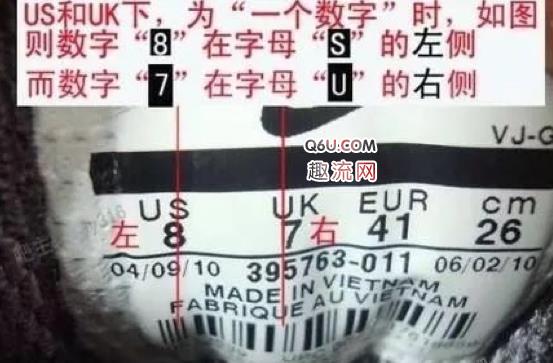 US和UK下，为“一个数字”时，如图
则数字“8”在字母“S”的左侧
而数字“7”在字母“U”的右侧
Q6U.COM
趣流网
VJ-G
US UK EUR cm
左 8 7 右 41 26
04/09/10 395763-011 06/02/10
MADE IN VIETNAM
FABRIQUE AU VIETNAM